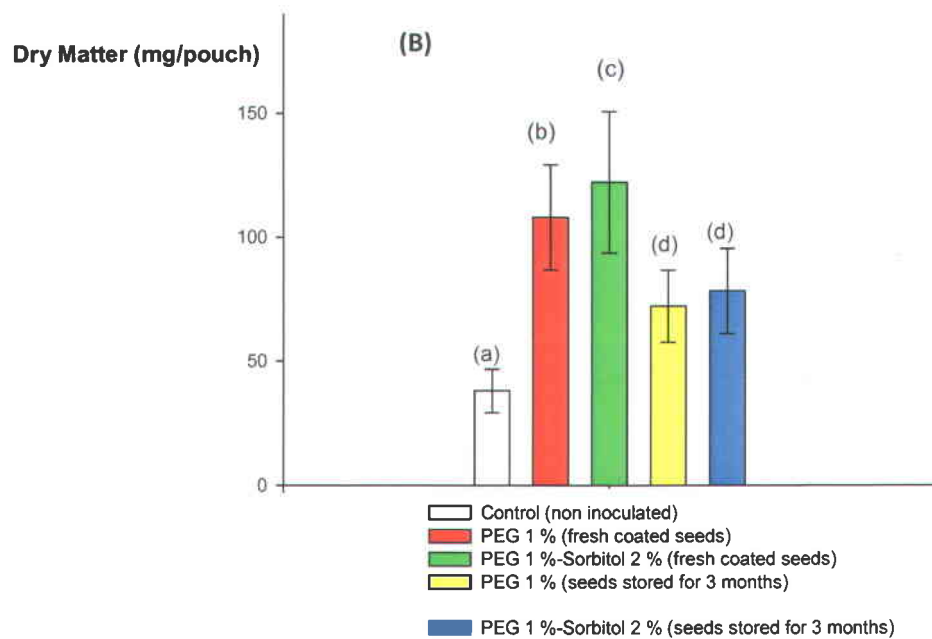 (B)
Dry Matter (mg/pouch)
(c)
150
(b)
100
(d) (d)
(a)
50
0
Control (non inoculated)
PEG 1 % (fresh coated seeds)
PEG 1 %-Sorbitol 2 % (fresh coated seeds)
PEG 1 % (seeds stored for 3 months)
PEG 1 %-Sorbitol 2 % (seeds stored for 3 months)